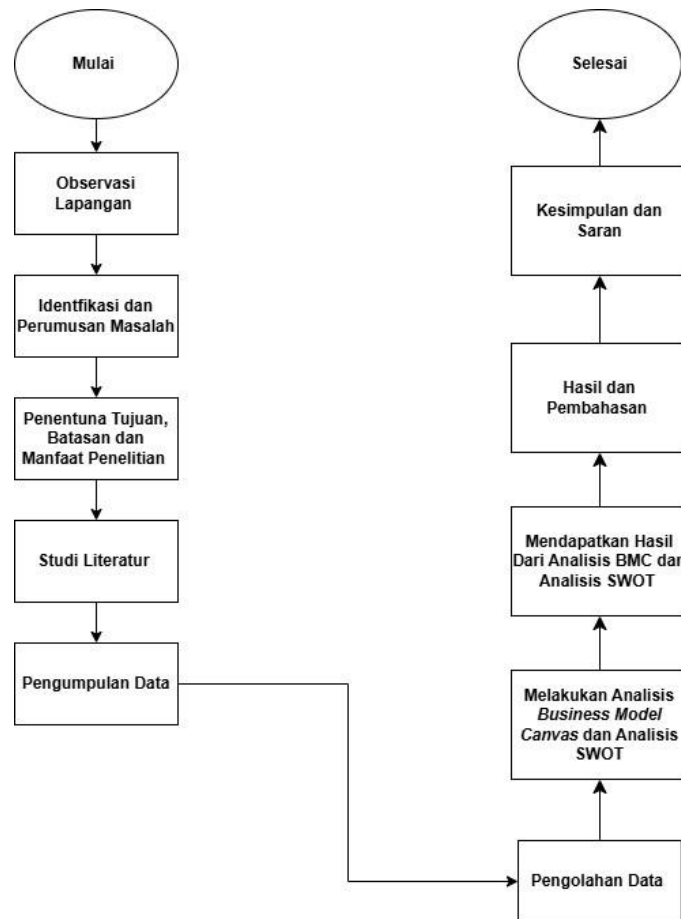 Mulai
Observasi
Lapangan
Identfikasi dan
Perumusan Masalah
Penentuna Tujuan,
Batasan dan
Manfaat Penelitian
Studi Literatur
Pengumpulan Data
Pengolahan Data
Melakukan Analisis
Business Model
Canvas dan Analisis
SWOT
Mendapatkan Hasil
Dari Analisis BMC dan
Analisis SWOT
Hasil dan
Pembahasan
Kesimpulan dan
Saran
Selesai